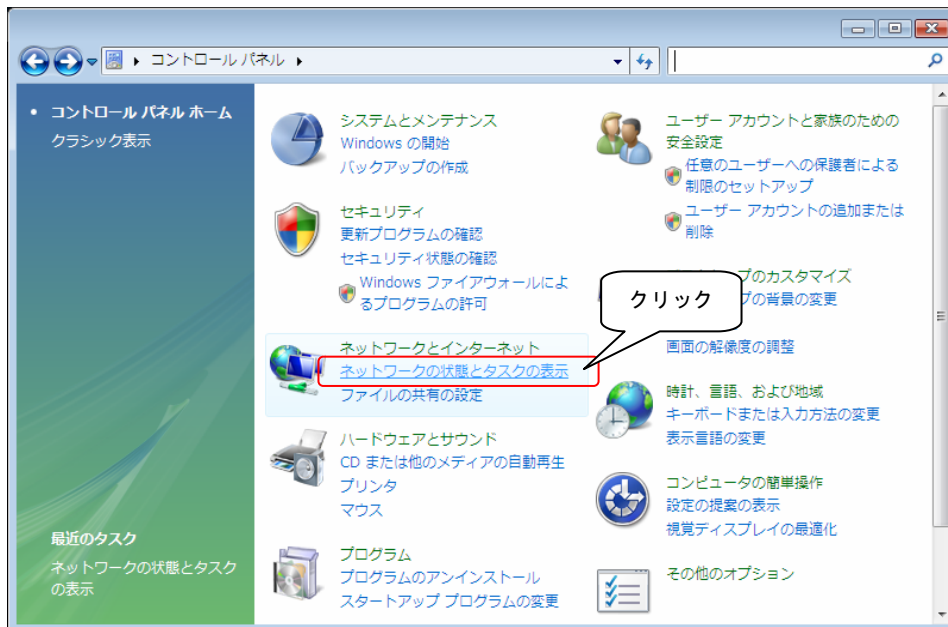 コントロール パネル
コントロール パネル ホーム
クラシック表示
システムとメンテナンス
Windows の開始
バックアップの作成
セキュリティ
更新プログラムの確認
セキュリティ状態の確認
Windows ファイアウォールによ
るプログラムの許可
ネットワークとインターネット
ネットワークの状態とタスクの表示
ファイルの共有の設定
ハードウェアとサウンド
CD または他のメディアの自動再生
プリンタ
マウス
プログラム
プログラムのアンインストール
スタートアップ プログラムの変更
ユーザー アカウントと家族のための
安全設定
任意のユーザーへの保護者による
制限のセットアップ
ユーザー アカウントの追加または
削除
プのカスタマイズ
プの背景の変更
クリック
画面の解像度の調整
時計、言語、および地域
キーボードまたは入力方法の変更
表示言語の変更
コンピュータの簡単操作
設定の提案の表示
視覚ディスプレイの最適化
その他のオプション
最近のタスク
ネットワークの状態とタスク
の表示